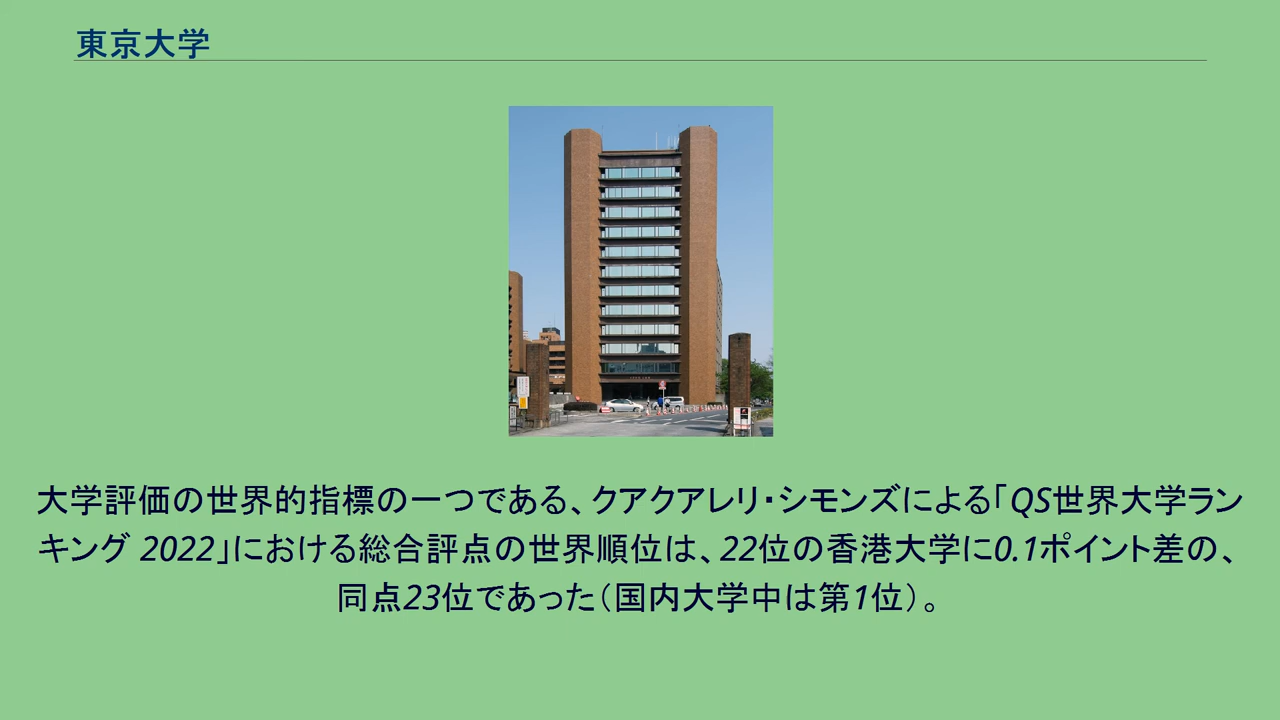 東京大学
大学評価の世界的指標の一つである、クアクアレリ・シモンズによる「QS世界大学ラン
キング 2022」における総合評点の世界順位は、22位の香港大学に0.1ポイント差の、
同点23位であった（国内大学中は第1位）。